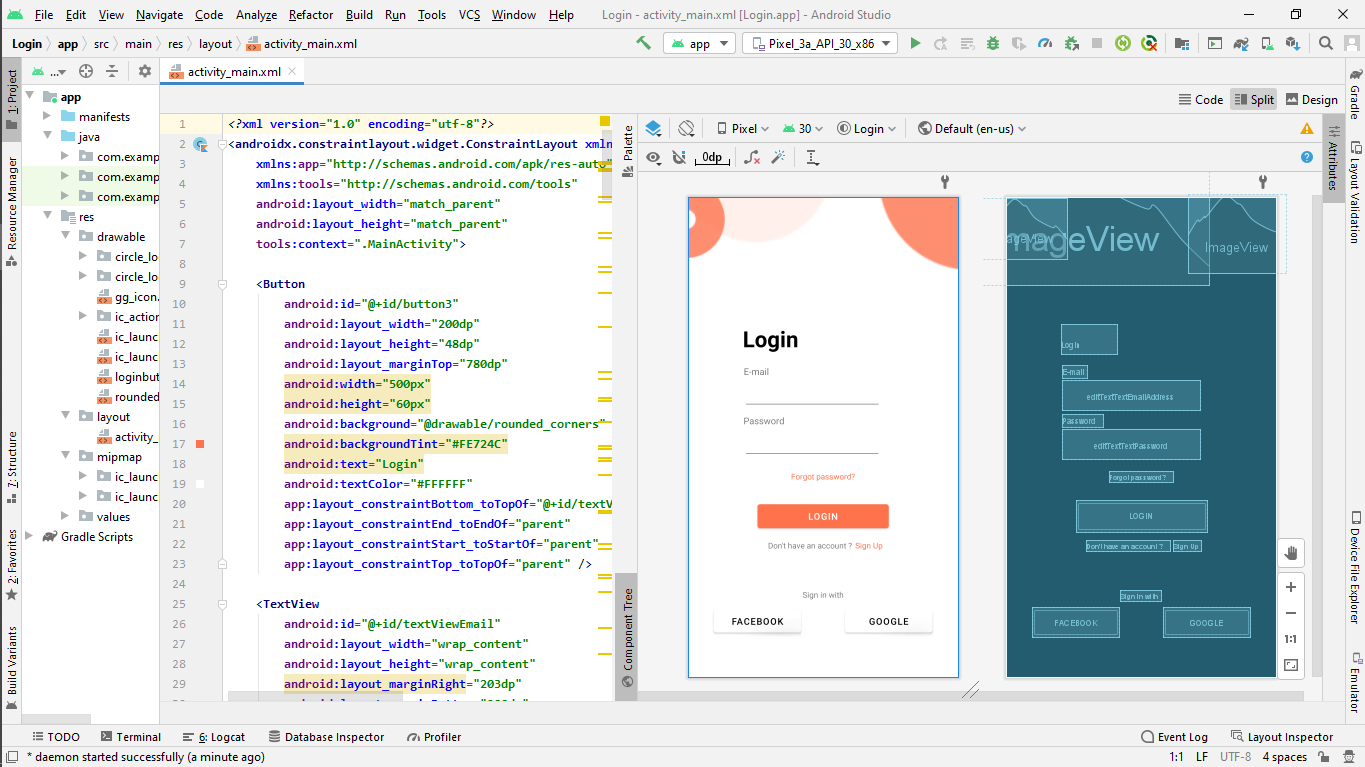 File Edit View Navigate Code Analyze Refactor Build Run Tools VCS Window Help Login - activity_main.xml [Login.app] - Android Studio
Login app src main res layout activity_main.xml app Pixel_3a_API_30_x86
1: Project
Resource Manager
Z: Structure
2: Favorites
Build Variants
...
app
manifests
java
com.examp
com.examp
com.examp
res
drawable
circle_lo
circle_lo
gg_icon.
ic_action
ic_launc
ic_launc
loginbut
rounded
layout
activity_
mipmap
ic_launc
ic_launc
values
Gradle Scripts
activity_main.xml
Code Split Design
1 <?xml version="1.0" encoding="utf-8"?>
2 <androidx.constraintlayout.widget.ConstraintLayout xmln
3 xmlns:app="http://schemas.android.com/apk/res-auto"
4 xmlns:tools="http://schemas.android.com/tools"
5 android:layout_width="match_parent"
6 android:layout_height="match_parent"
7 tools:context=".MainActivity">
8
9 <Button
10 android:id="@+id/button3"
11 android:layout_width="200dp"
12 android:layout_height="48dp"
13 android:layout_marginTop="780dp"
14 android:width="500px"
15 android:height="60px"
16 android:background="@drawable/rounded_corners"
17 android:backgroundTint="#FE724C"
18 android:text="Login"
19 android:textColor="#FFFFFF"
20 app:layout_constraintBottom_toTopOf="@+id/textV
21 app:layout_constraintEnd_toEndOf="parent"
22 app:layout_constraintStart_toStartOf="parent"
23 app:layout_constraintTop_toTopOf="parent" />
24
25 <TextView
26 android:id="@+id/textViewEmail"
27 android:layout_width="wrap_content"
28 android:layout_height="wrap_content"
29 android:layout_marginRight="203dp"
Palette
Component Tree
Pixel 30 Login Default (en-us)
0dp
Login
E-mail
Password
Forgot password?
LOGIN
Don't have an account ? Sign Up
Sign in with
FACEBOOK GOOGLE
ImageView
ImageView
ImageView
Login
E-mail
editTextTextEmailAddress
Password
editTextTextPassword
Forgot password?
LOGIN
Don't have an account ? Sign Up
Sign in with
FACEBOOK GOOGLE
1:1
Attributes
Gradle
Layout Validation
Device File Explorer
Emulator
TODO Terminal 6: Logcat Database Inspector Profiler Event Log Layout Inspector
* daemon started successfully (a minute ago) 1:1 LF UTF-8 4 spaces